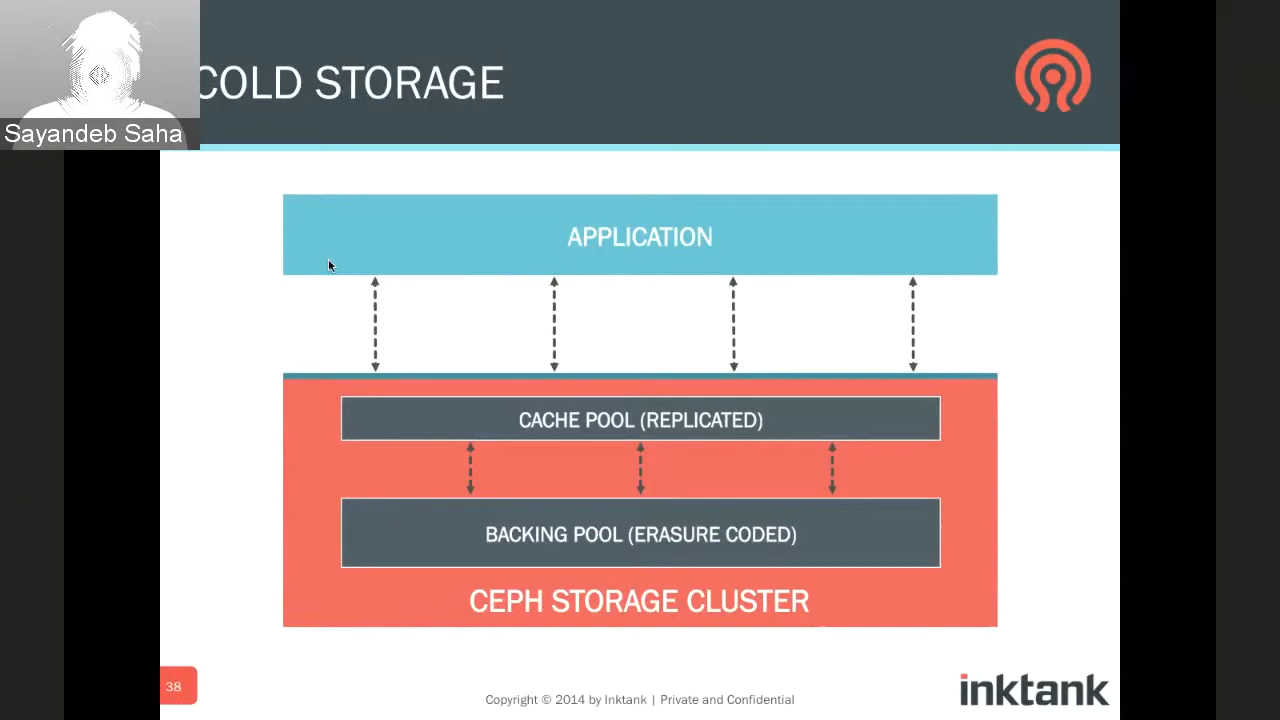 COLD STORAGE
Sayandeb Saha
APPLICATION
CACHE POOL (REPLICATED)
BACKING POOL (ERASURE CODED)
CEPH STORAGE CLUSTER
38
Copyright © 2014 by Inktank | Private and Confidential
inktank